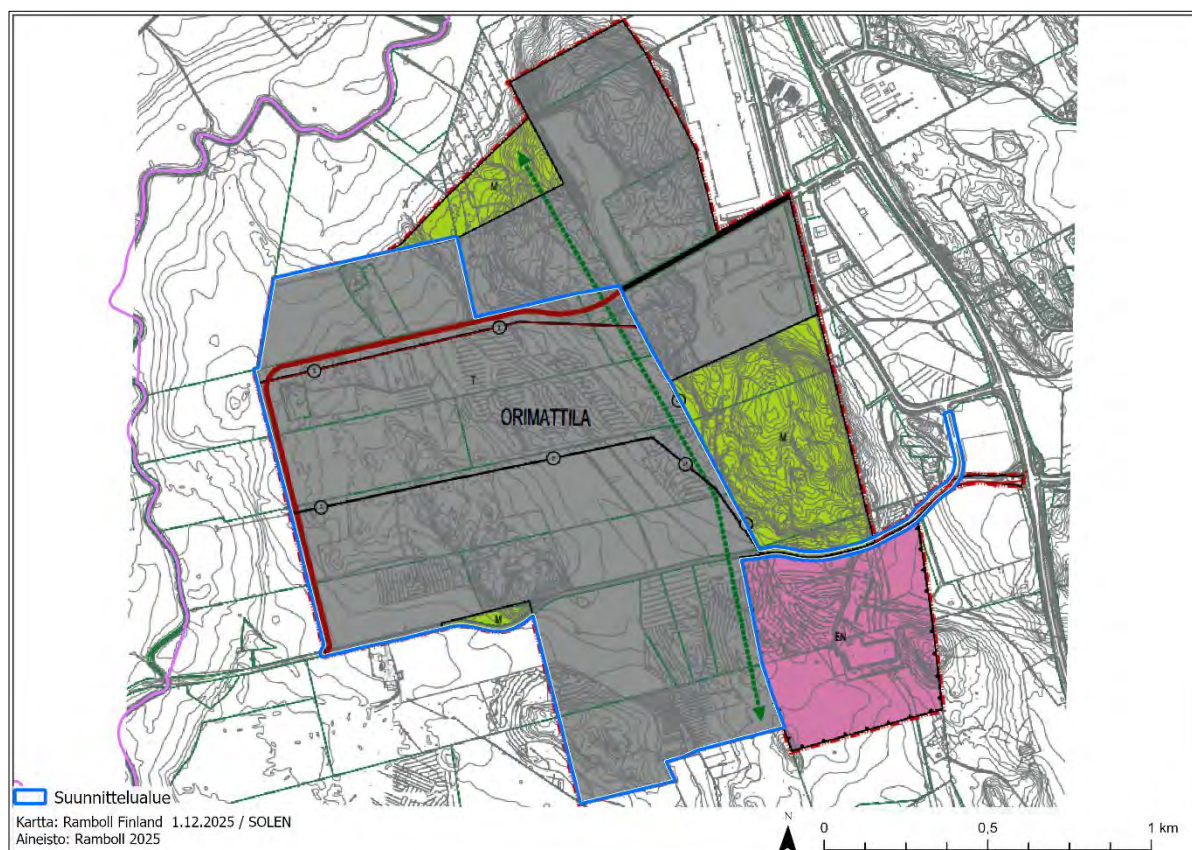 M
T
ORIMATTILA
M
M
EN
Suunnittelualue
Kartta: Ramboll Finland 1.12.2025 / SOLEN
Aineisto: Ramboll 2025
N
0 0,5 1 km